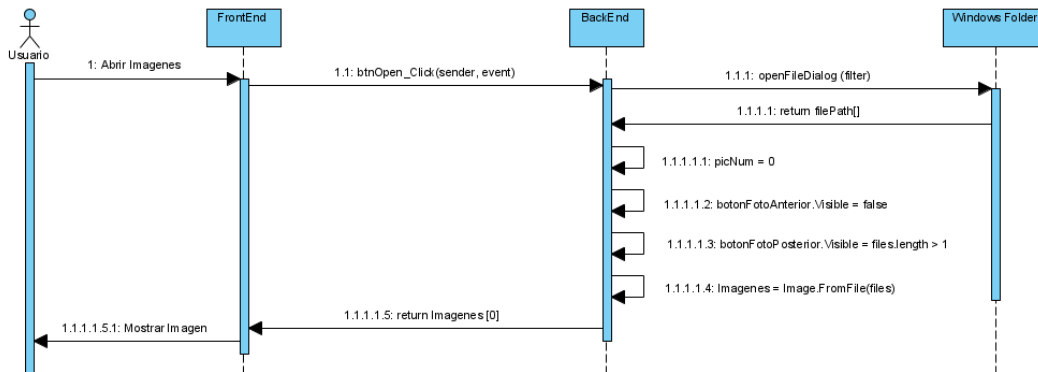 FrontEnd
BackEnd
Windows Folder
Usuario
1: Abrir Imagenes
1.1: btnOpen_Click(sender, event)
1.1.1: openFileDialog (filter)
1.1.1.1: return filePath[]
1.1.1.1.1: picNum = 0
1.1.1.1.2: botonFotoAnterior.Visible = false
1.1.1.1.3: botonFotoPosterior.Visible = files.length > 1
1.1.1.1.4: Imagenes = Image.FromFile(files)
1.1.1.1.5: return Imagenes [0]
1.1.1.1.5.1: Mostrar Imagen